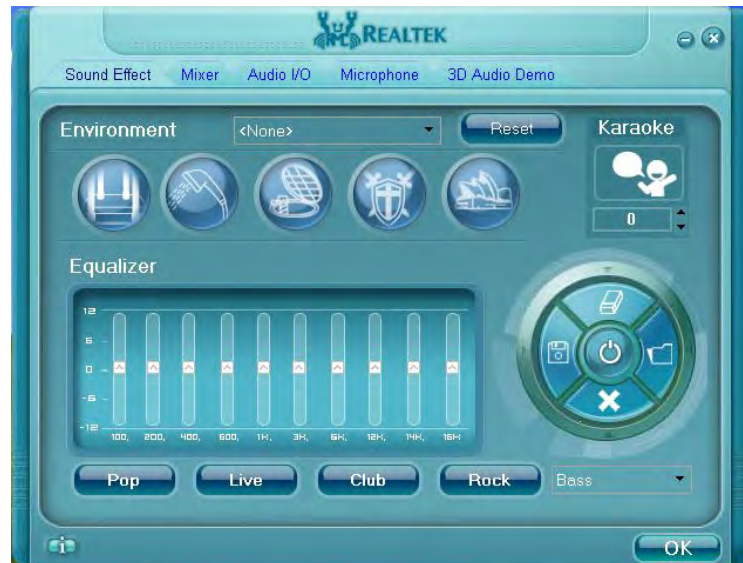 REALTEK
Sound Effect Mixer Audio I/O Microphone 3D Audio Demo
Environment <None> Reset Karaoke
0
Equalizer
12
6
0
-6
-12
100, 200, 400, 600, 1K, 3K, 6K, 12K, 14K, 16K
Pop Live Club Rock Bass
OK